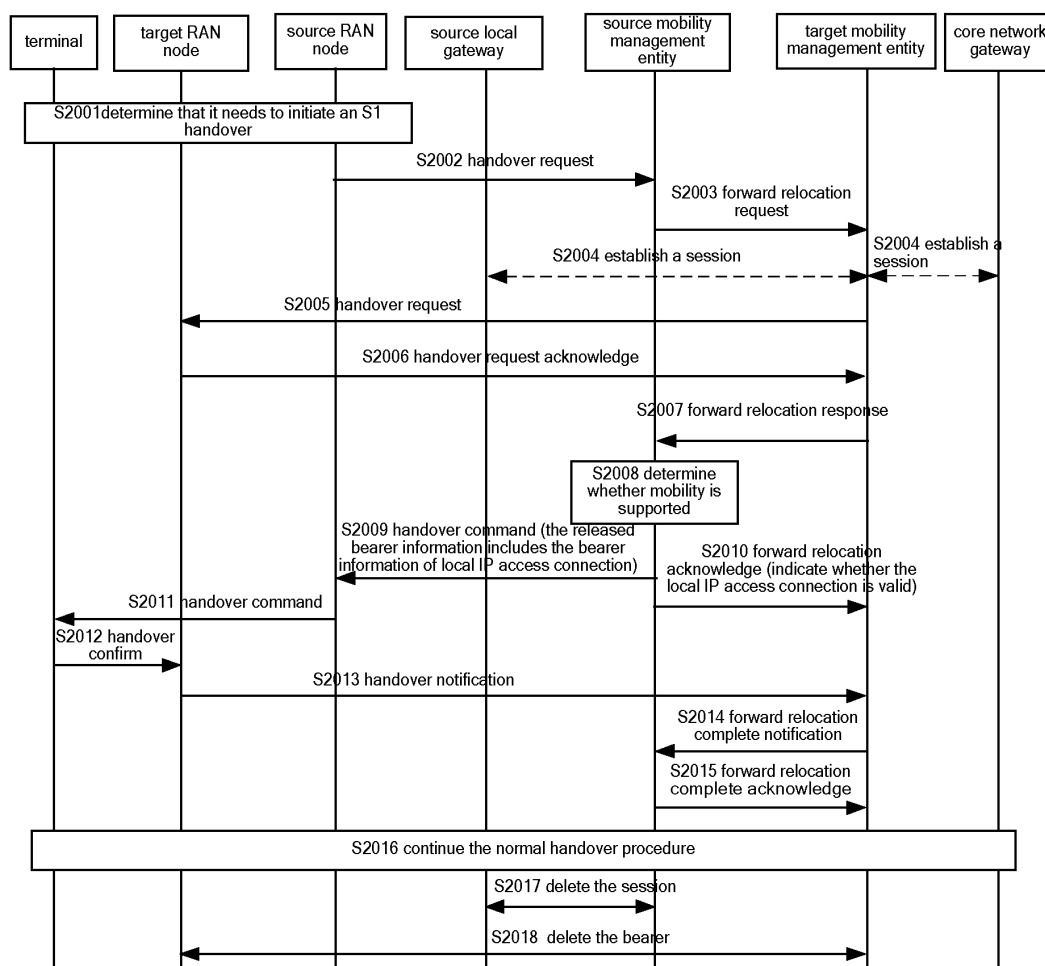 terminal
target RAN
node
source RAN
node
source local
gateway
source mobility
management
entity
target mobility
management entity
core network
gateway
S2001determine that it needs to initiate an S1
handover
S2002 handover request
S2003 forward relocation
request
S2004 establish a session
S2004 establish a
session
S2005 handover request
S2006 handover request acknowledge
S2007 forward relocation response
S2008 determine
whether mobility is
supported
S2009 handover command (the released
bearer information includes the bearer
information of local IP access connection)
S2010 forward relocation
acknowledge (indicate whether the
local IP access connection is valid)
S2011 handover command
S2012 handover
confirm
S2013 handover notification
S2014 forward relocation
complete notification
S2015 forward relocation
complete acknowledge
S2016 continue the normal handover procedure
S2017 delete the session
S2018 delete the bearer